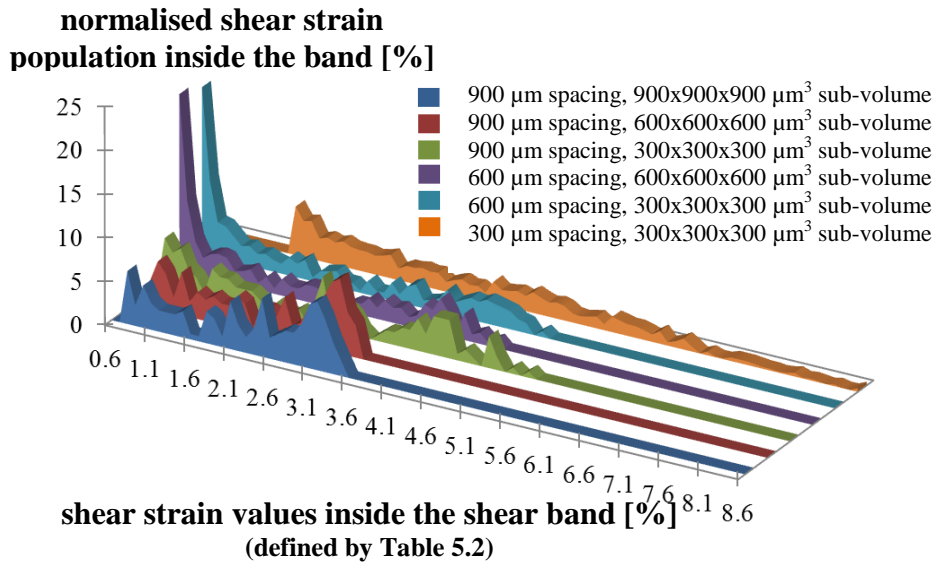 normalised shear strain
population inside the band [%]
25
20
15
10
5
0
900 µm spacing, 900x900x900 µm³ sub-volume
900 µm spacing, 600x600x600 µm³ sub-volume
900 µm spacing, 300x300x300 µm³ sub-volume
600 µm spacing, 600x600x600 µm³ sub-volume
600 µm spacing, 300x300x300 µm³ sub-volume
300 µm spacing, 300x300x300 µm³ sub-volume
0.6 1.1 1.6 2.1 2.6 3.1 3.6 4.1 4.6 5.1 5.6 6.1 6.6 7.1 7.6 8.1 8.6
shear strain values inside the shear band [%]
(defined by Table 5.2)